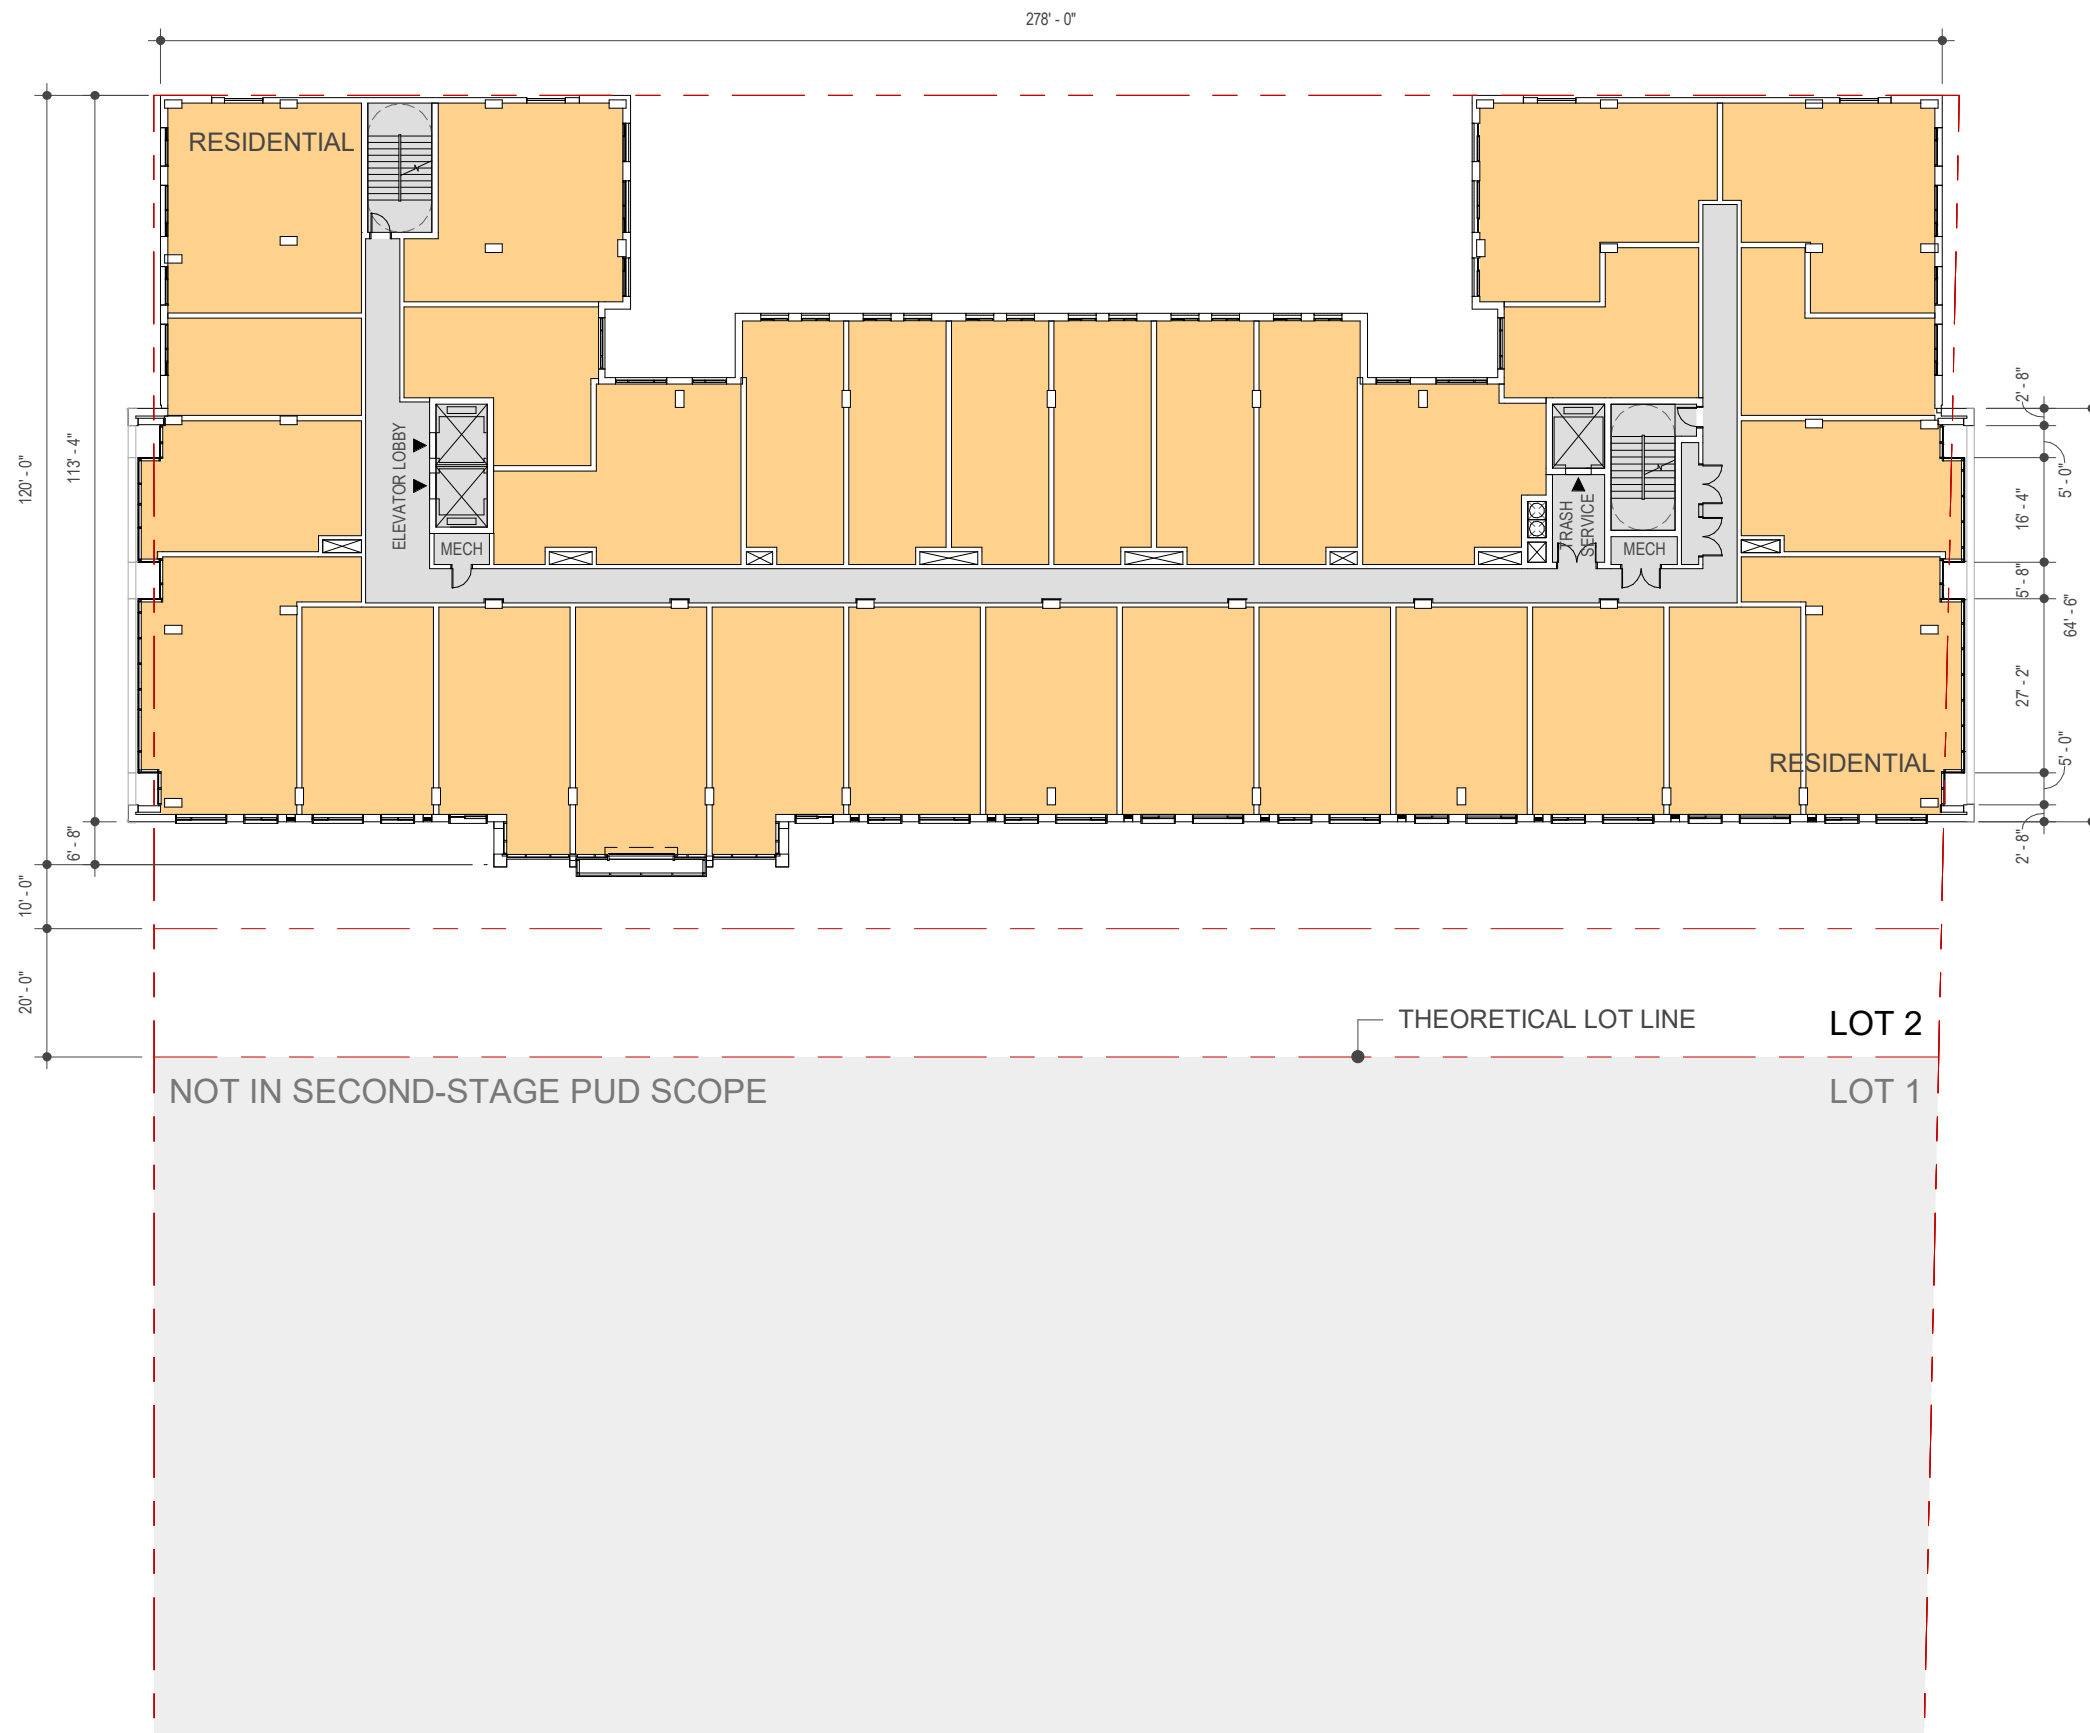 278' - 0"
RESIDENTIAL
120' - 0"
113' - 4"
ELEVATOR LOBBY
MECH
TRASH
SERVICE
MECH
2' - 8"
5' - 0"
16' - 4"
5' - 8"
64' - 6"
27' - 2"
5' - 0"
2' - 8"
RESIDENTIAL
6' - 8"
10' - 0"
20' - 0"
THEORETICAL LOT LINE
LOT 2
NOT IN SECOND-STAGE PUD SCOPE
LOT 1